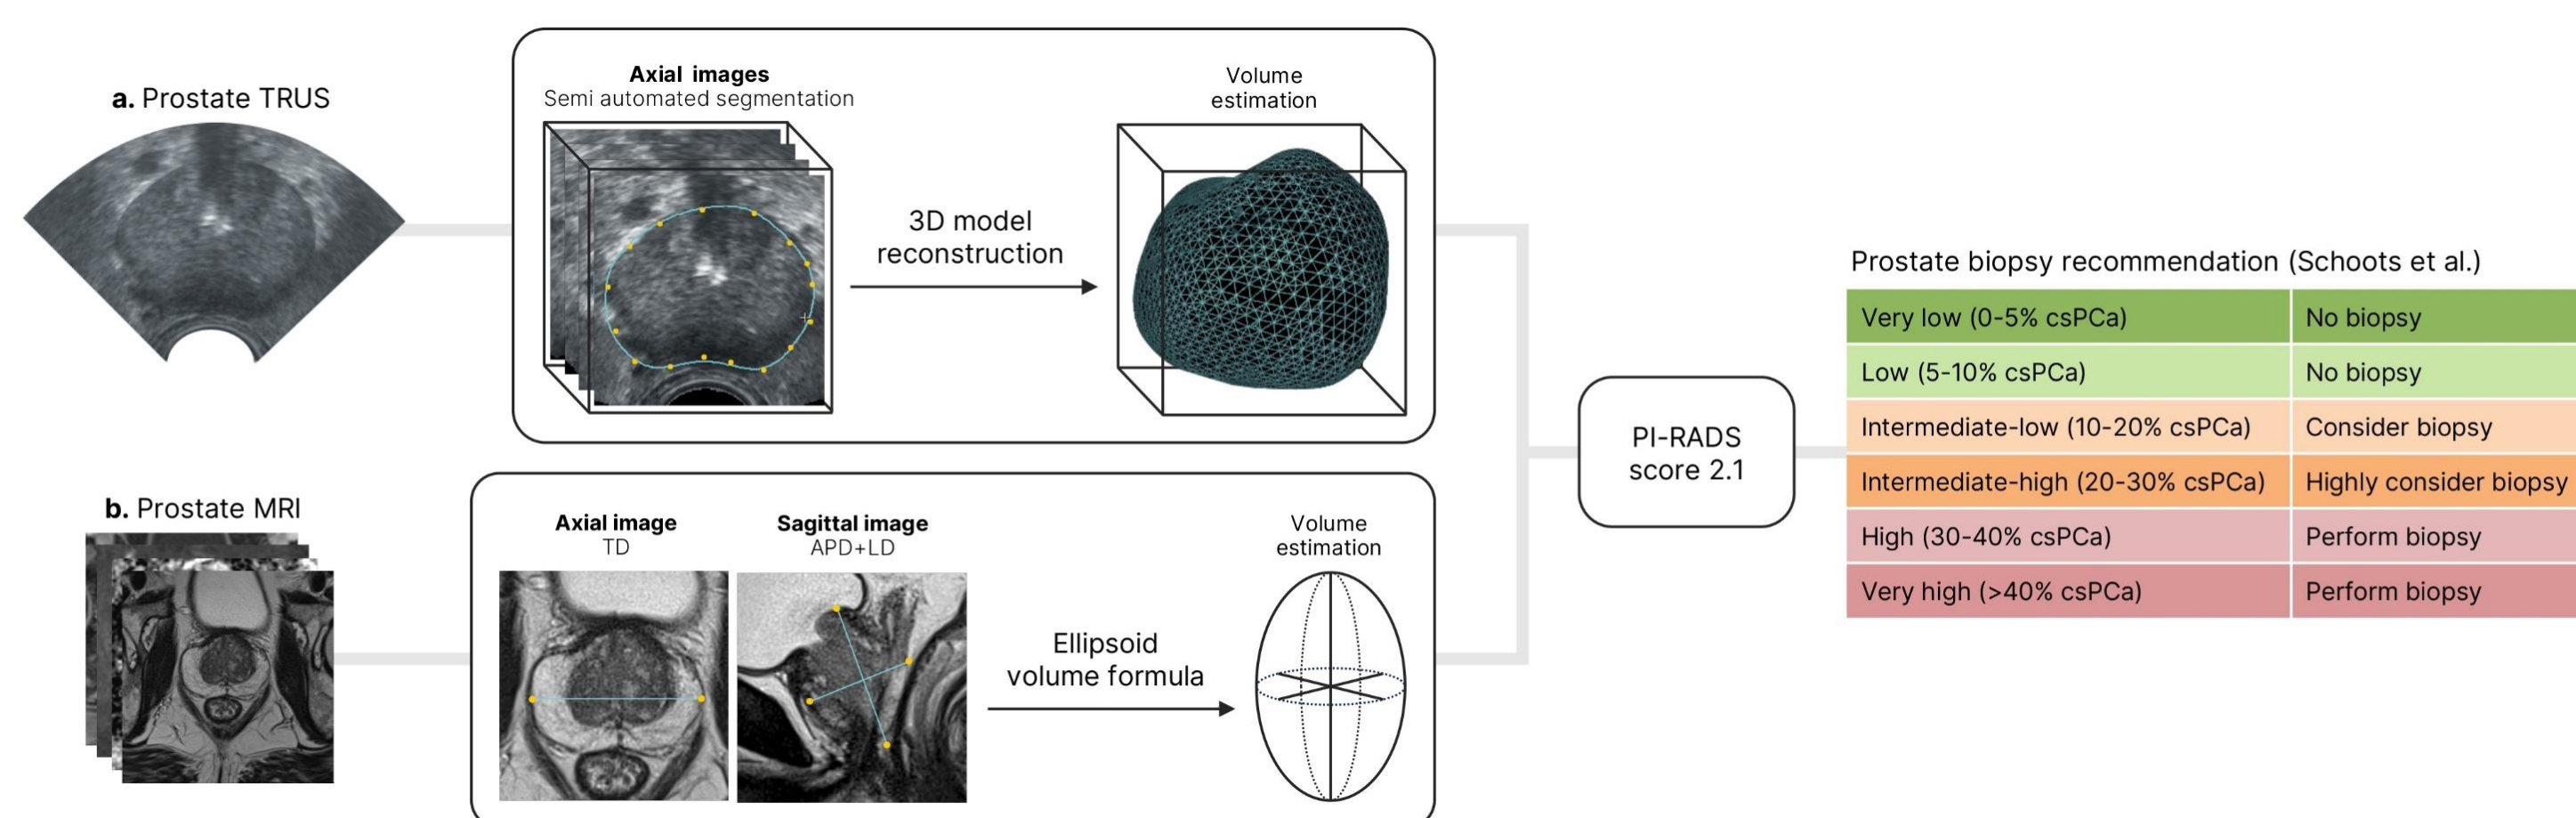 a. Prostate TRUS
Axial images
Semi automated segmentation
3D model
reconstruction
Volume
estimation
b. Prostate MRI
Axial image
TD
Sagittal image
APD+LD
Ellipsoid
volume formula
Volume
estimation
PI-RADS
score 2.1
Prostate biopsy recommendation (Schoots et al.)
Very low (0-5% csPCa) No biopsy
Low (5-10% csPCa) No biopsy
Intermediate-low (10-20% csPCa) Consider biopsy
Intermediate-high (20-30% csPCa) Highly consider biopsy
High (30-40% csPCa) Perform biopsy
Very high (>40% csPCa) Perform biopsy